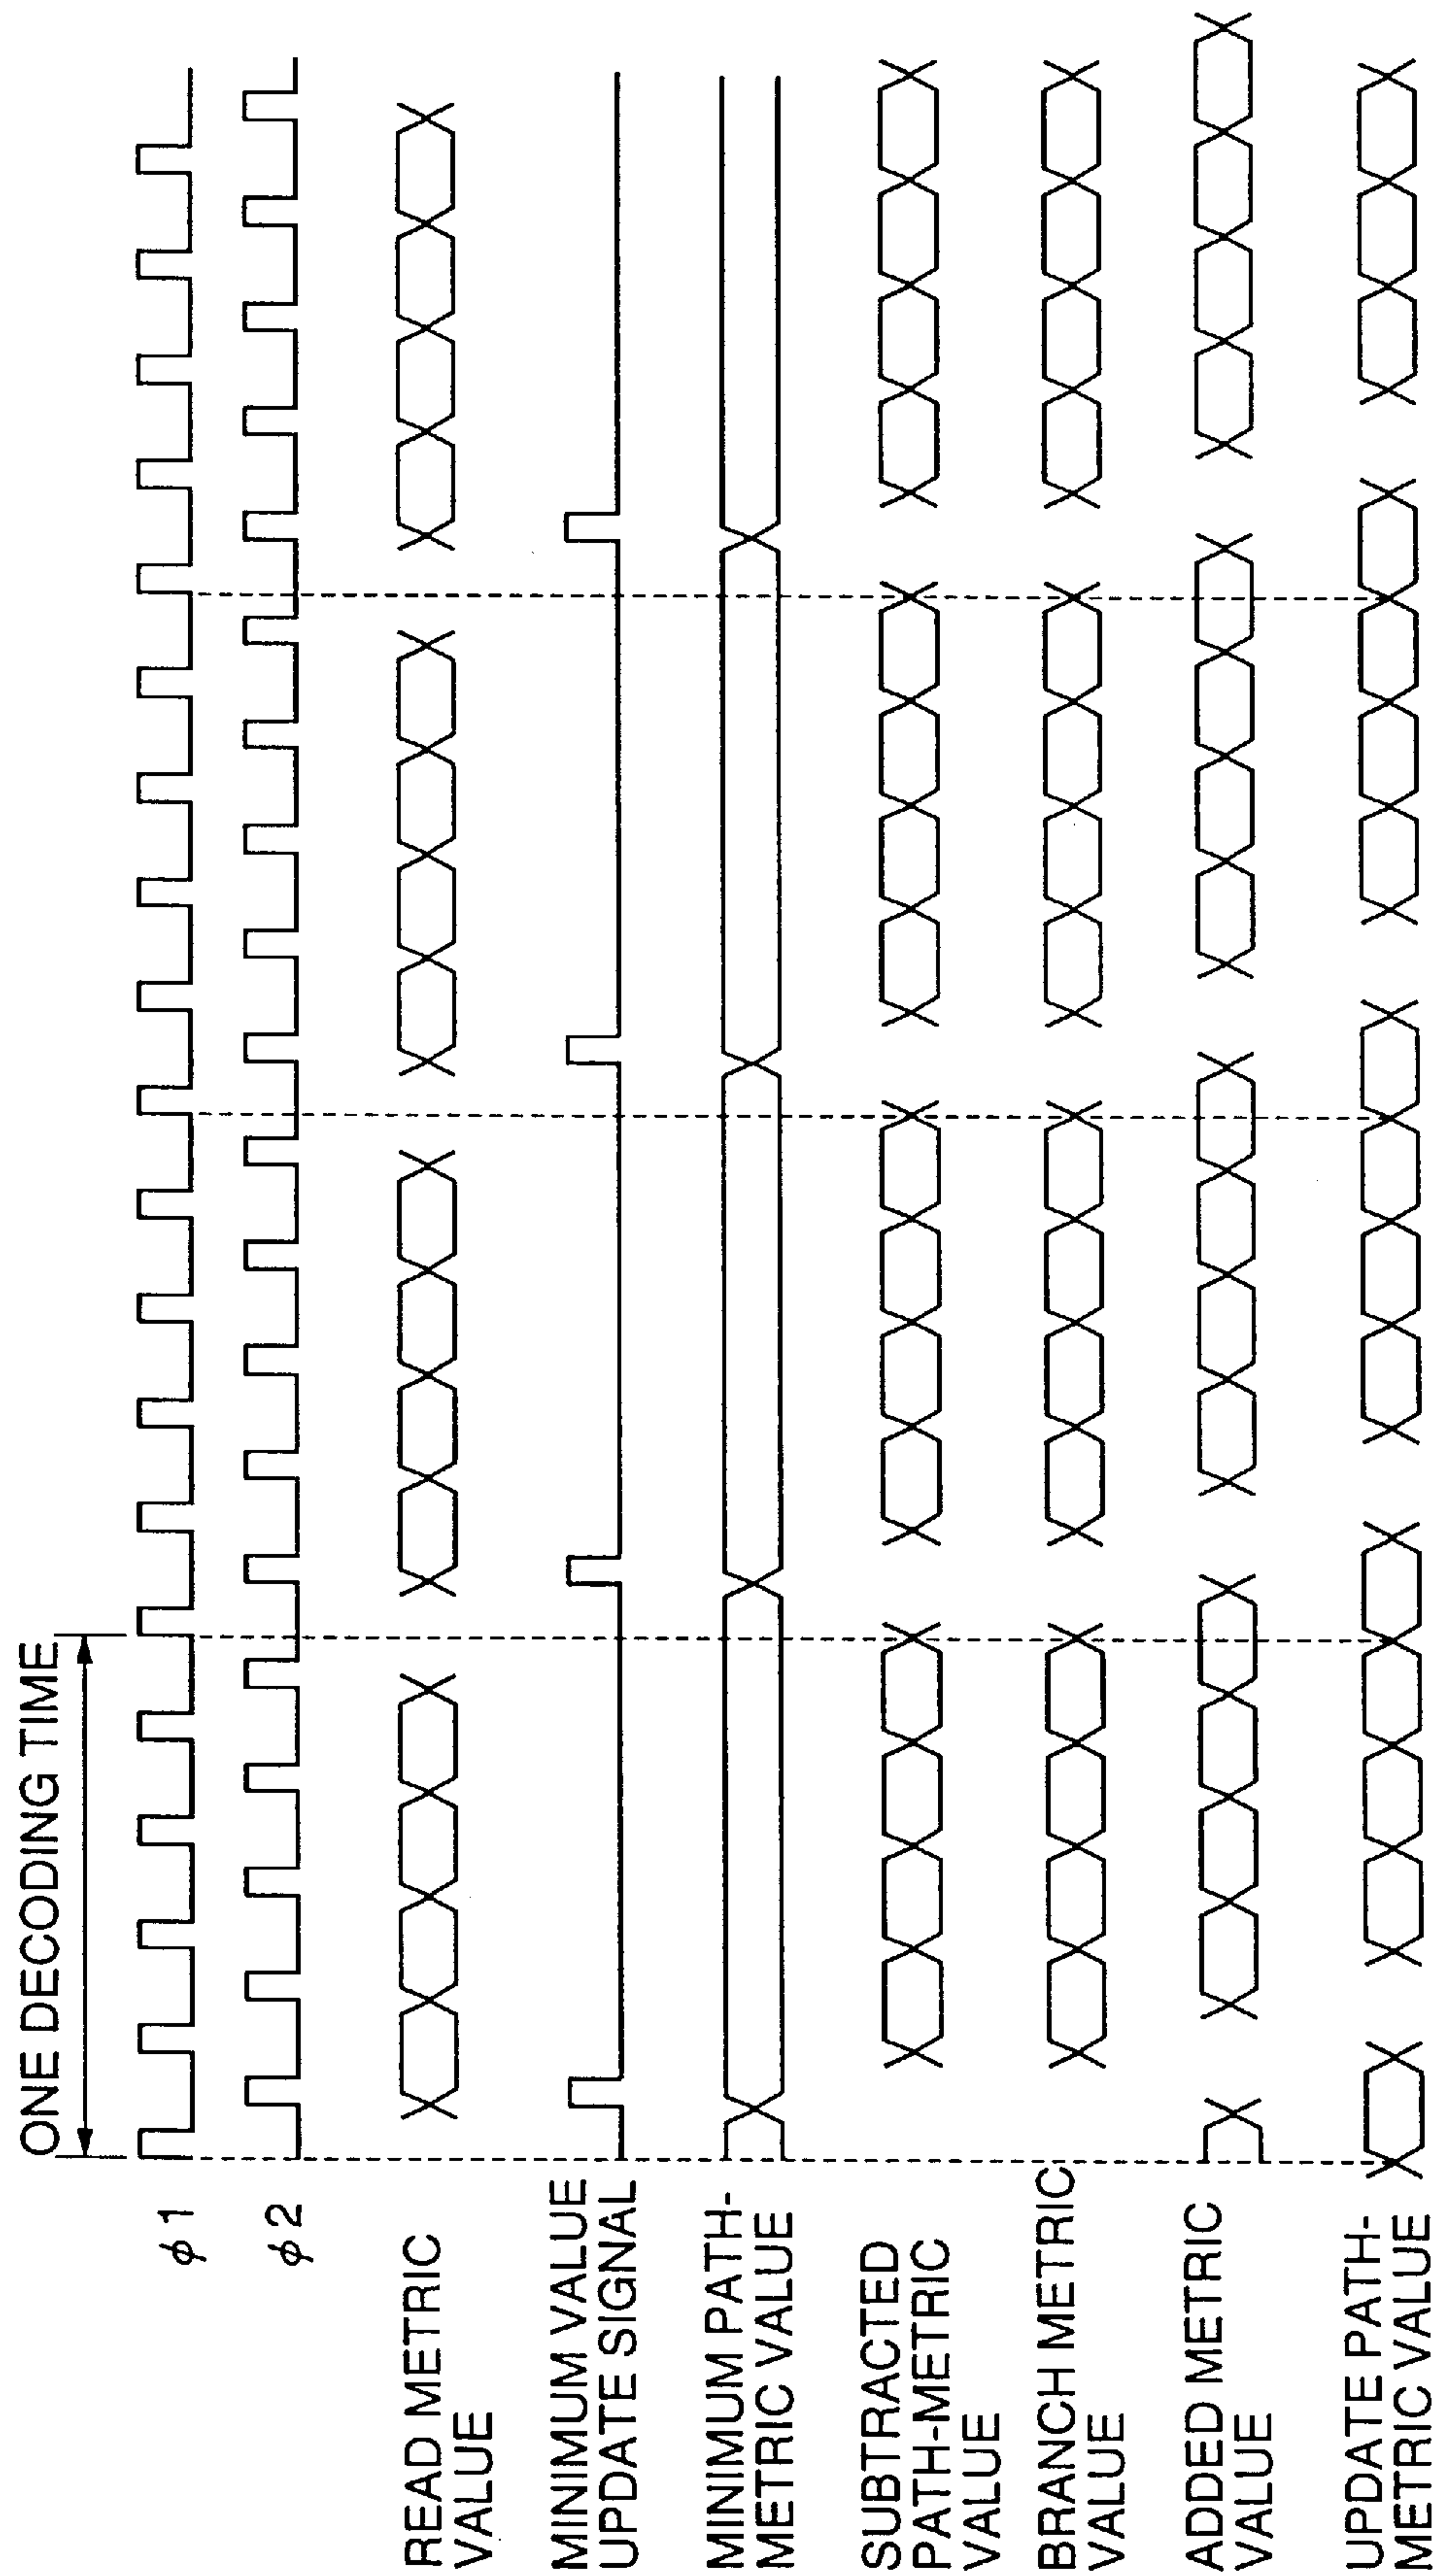 ONE DECODING TIME
φ1
φ2
READ METRIC
VALUE
MINIMUM VALUE
UPDATE SIGNAL
MINIMUM PATH-
METRIC VALUE
SUBTRACTED
PATH-METRIC
VALUE
BRANCH METRIC
VALUE
ADDED METRIC
VALUE
UPDATE PATH-
METRIC VALUE